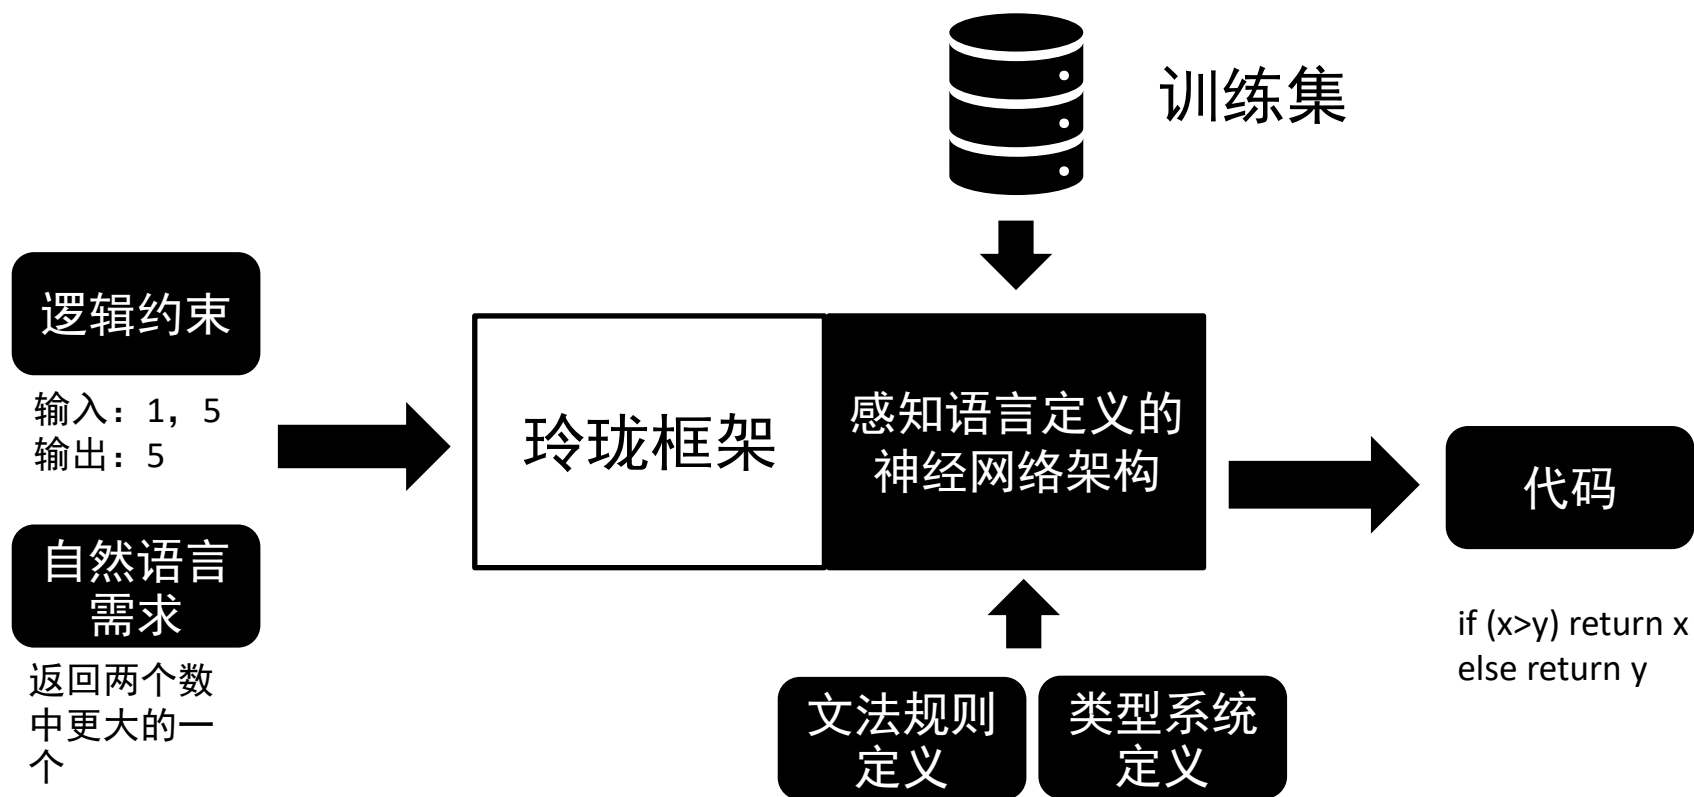 训练集
逻辑约束
输入：1，5
输出：5
自然语言
需求
返回两个数
中更大的一
个
玲珑框架
感知语言定义的
神经网络架构
文法规则
定义
类型系统
定义
代码
if (x>y) return x
else return y